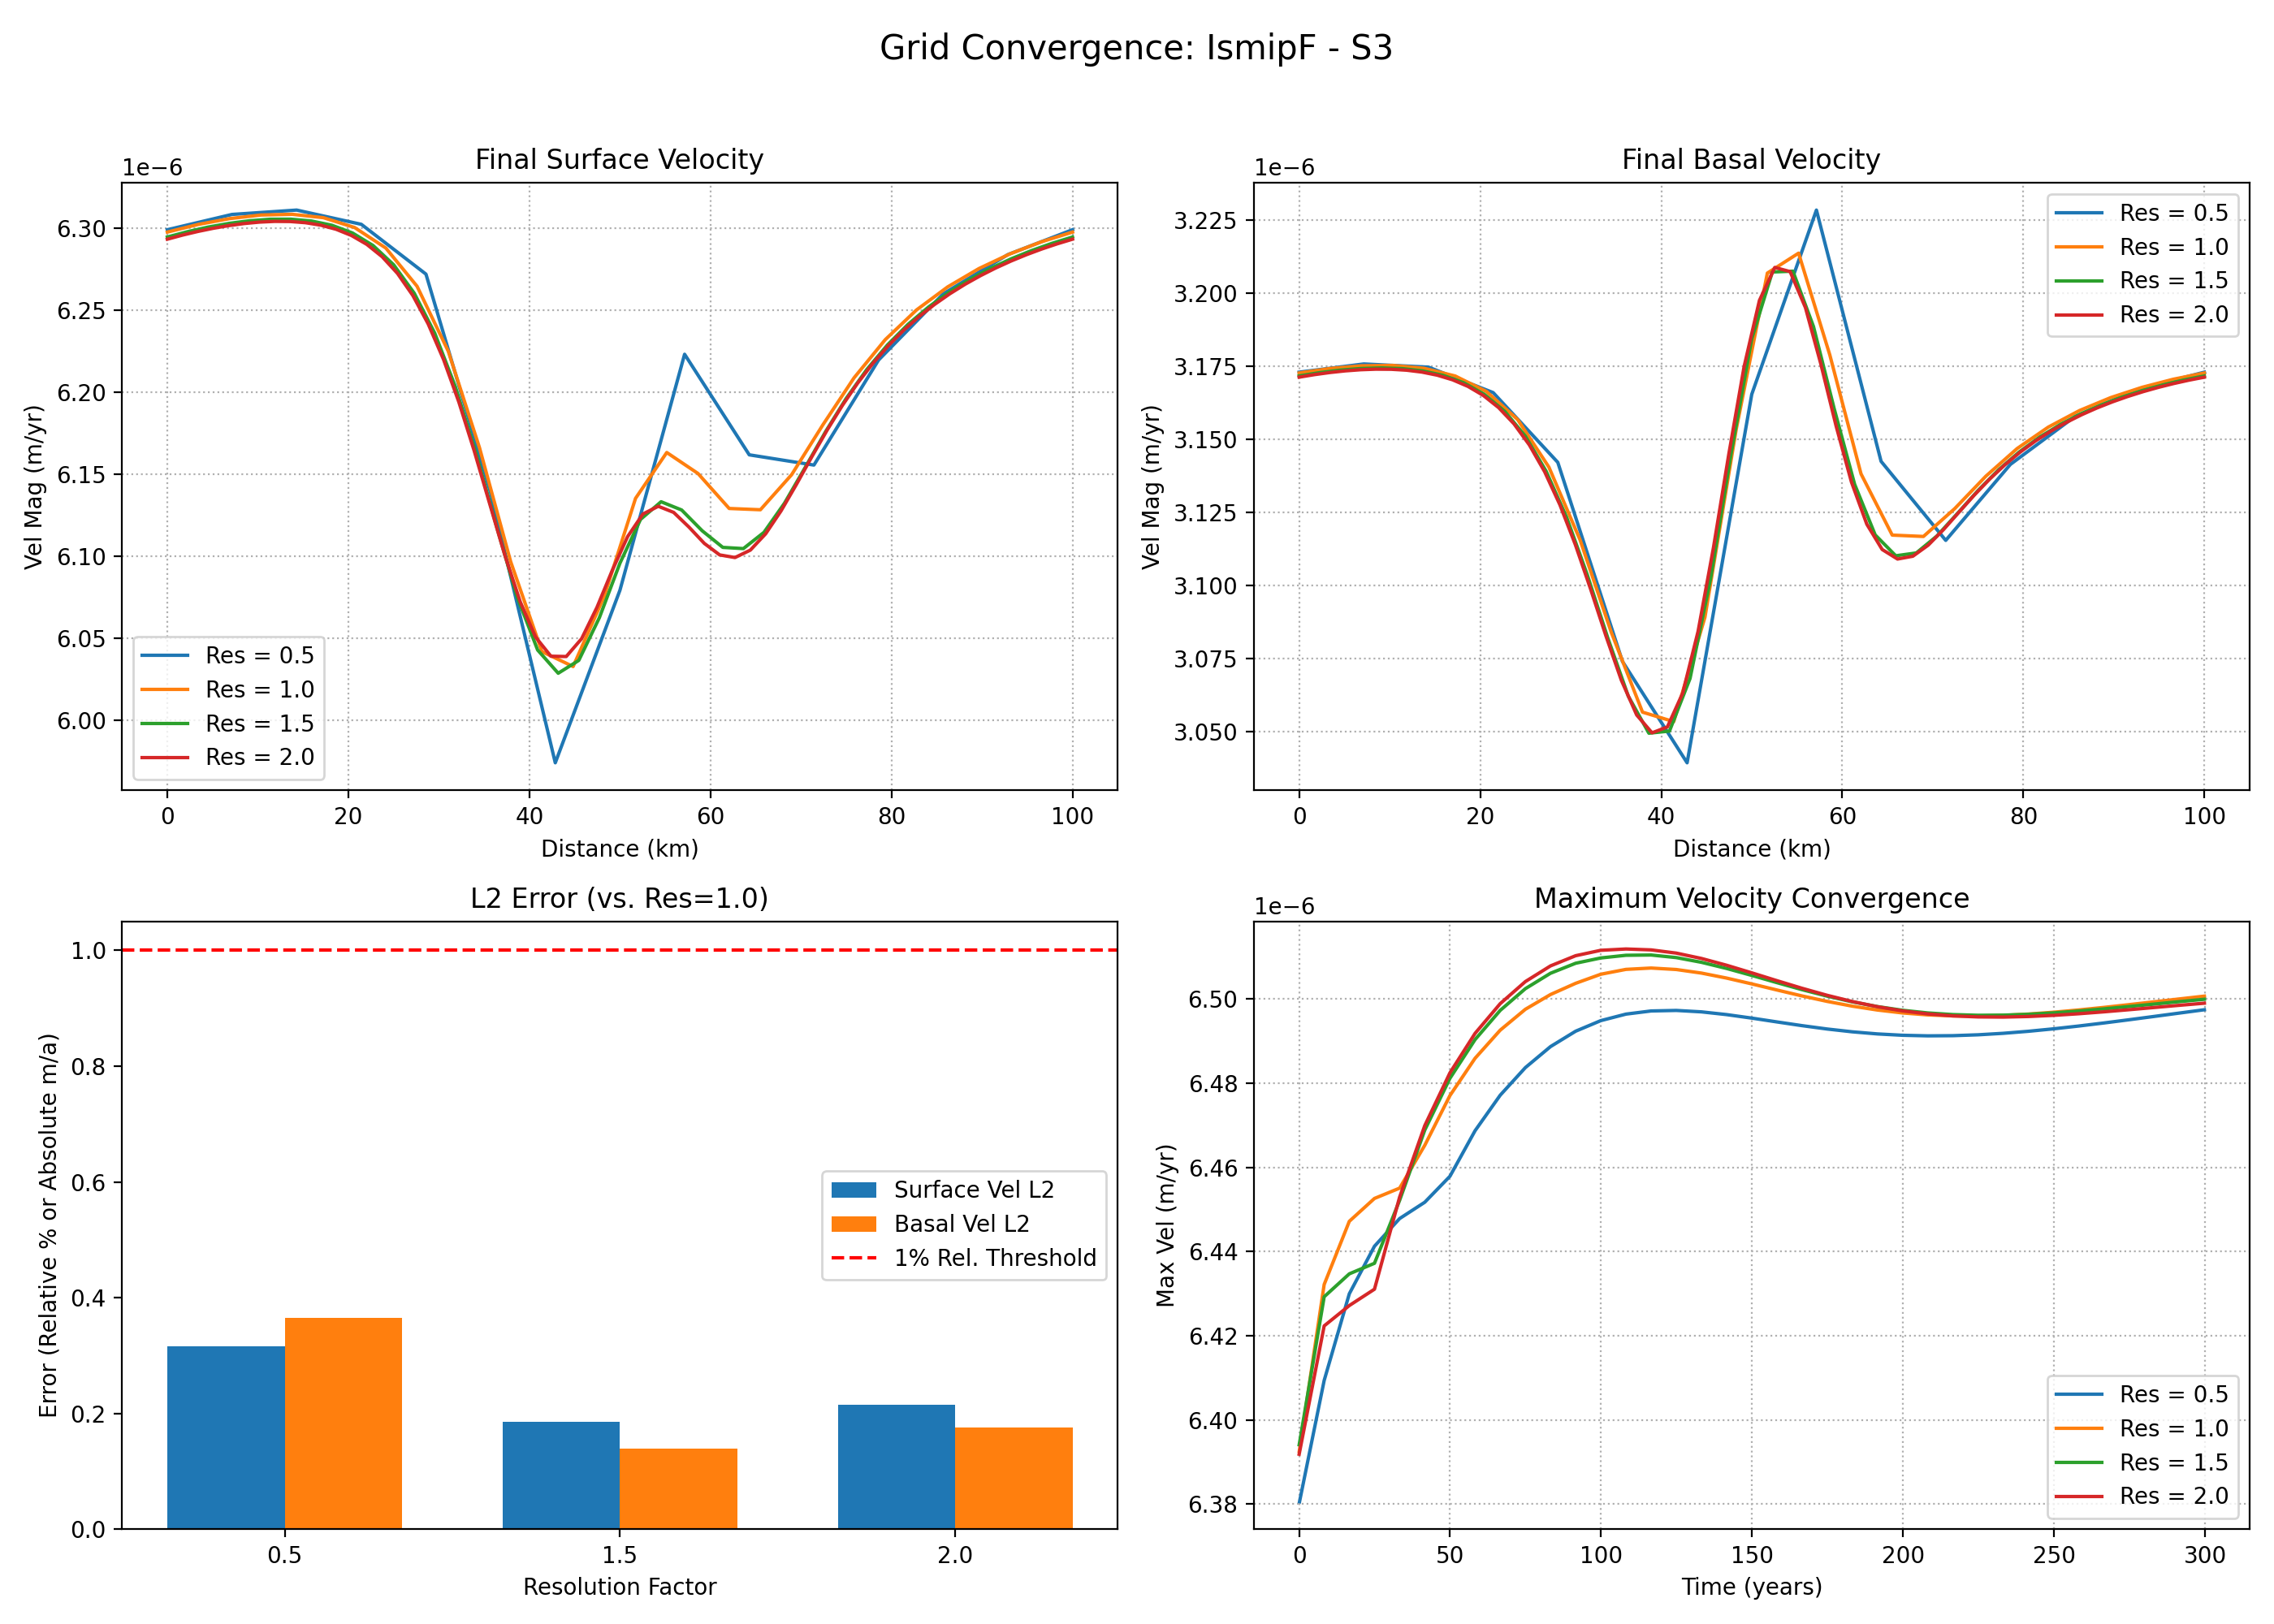 Grid Convergence: IsmipF - S3
Final Surface Velocity
1e−6
6.30
6.25
6.20
6.15
6.10
6.05
6.00
Vel Mag (m/yr)
Res = 0.5
Res = 1.0
Res = 1.5
Res = 2.0
0 20 40 60 80 100
Distance (km)
Final Basal Velocity
1e−6
3.225
3.200
3.175
3.150
3.125
3.100
3.075
3.050
Vel Mag (m/yr)
Res = 0.5
Res = 1.0
Res = 1.5
Res = 2.0
0 20 40 60 80 100
Distance (km)
L2 Error (vs. Res=1.0)
1.0
0.8
0.6
0.4
0.2
0.0
Error (Relative % or Absolute m/a)
Surface Vel L2
Basal Vel L2
1% Rel. Threshold
0.5 1.5 2.0
Resolution Factor
Maximum Velocity Convergence
1e−6
6.50
6.48
6.46
6.44
6.42
6.40
6.38
Max Vel (m/yr)
Res = 0.5
Res = 1.0
Res = 1.5
Res = 2.0
0 50 100 150 200 250 300
Time (years)